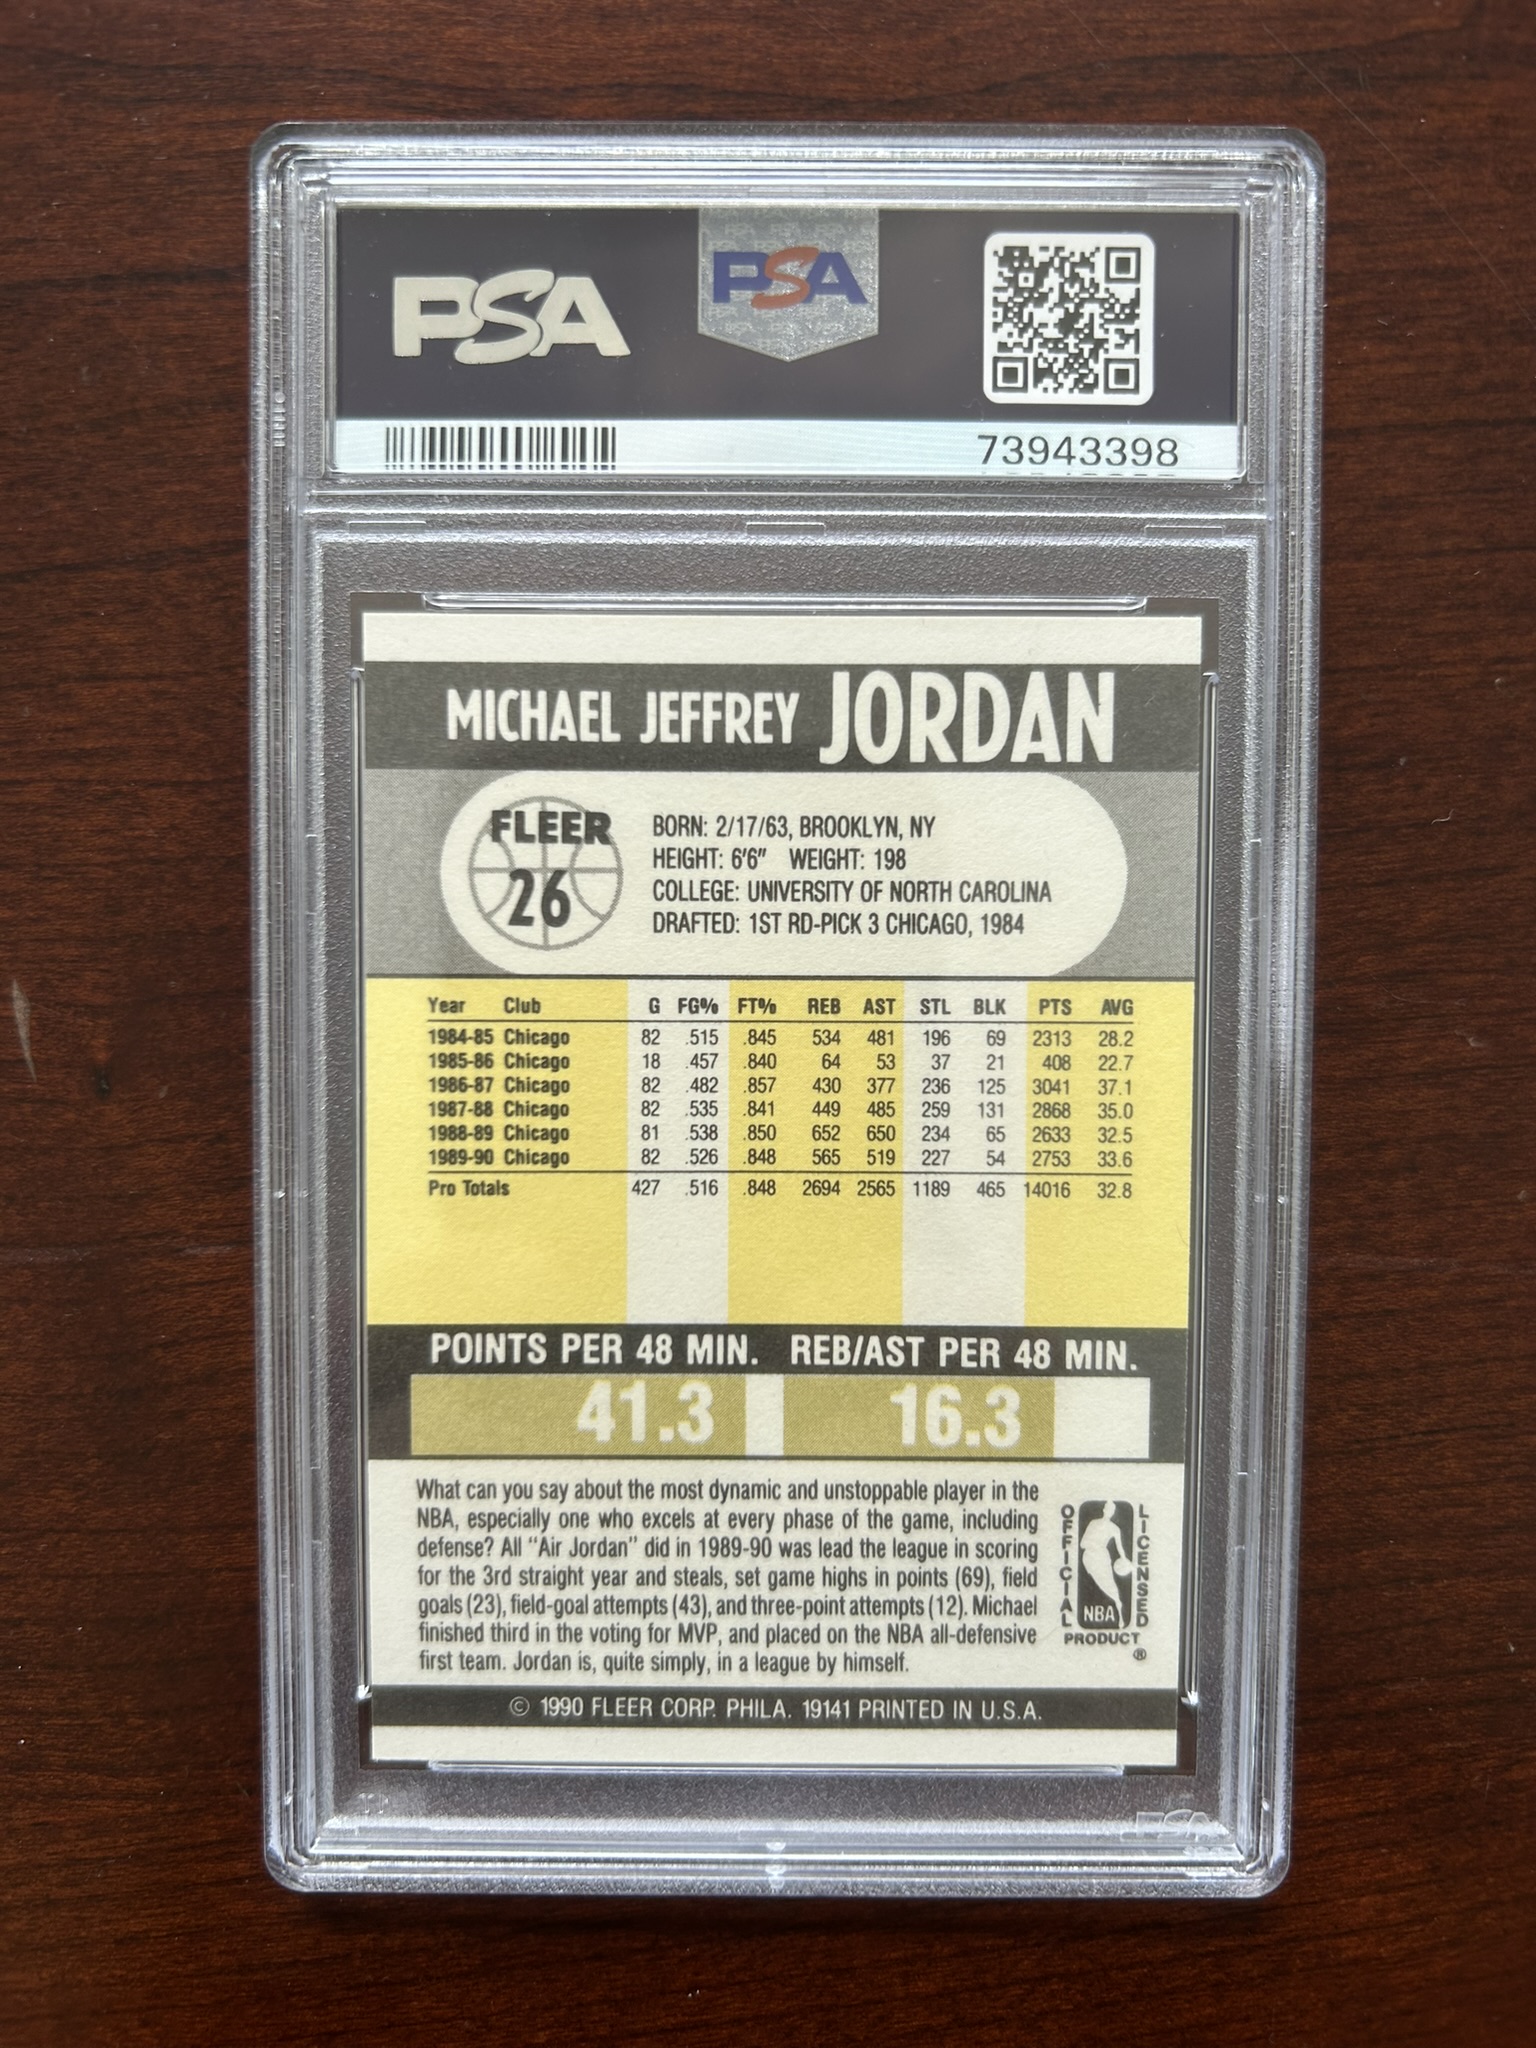 PSA
PSA
73943398
MICHAEL JEFFREY JORDAN
FLEER
26
BORN: 2/17/63, BROOKLYN, NY
HEIGHT: 6'6" WEIGHT: 198
COLLEGE: UNIVERSITY OF NORTH CAROLINA
DRAFTED: 1ST RD-PICK 3 CHICAGO, 1984
Year Club G FG% FT% REB AST STL BLK PTS AVG
1984-85 Chicago 82 .515 .845 534 481 196 69 2313 28.2
1985-86 Chicago 18 .457 .840 64 53 37 21 408 22.7
1986-87 Chicago 82 .482 .857 430 377 236 125 3041 37.1
1987-88 Chicago 82 .535 .841 449 485 259 131 2868 35.0
1988-89 Chicago 81 .538 .850 652 650 234 65 2633 32.5
1989-90 Chicago 82 .526 .848 565 519 227 54 2753 33.6
Pro Totals 427 .516 .848 2694 2565 1189 465 14016 32.8
POINTS PER 48 MIN. REB/AST PER 48 MIN.
41.3 16.3
What can you say about the most dynamic and unstoppable player in the
NBA, especially one who excels at every phase of the game, including
defense? All "Air Jordan" did in 1989-90 was lead the league in scoring
for the 3rd straight year and steals, set game highs in points (69), field
goals (23), field-goal attempts (43), and three-point attempts (12). Michael
finished third in the voting for MVP, and placed on the NBA all-defensive
first team. Jordan is, quite simply, in a league by himself.
OFFICIAL
LICENSED
NBA
PRODUCT
®
© 1990 FLEER CORP. PHILA. 19141 PRINTED IN U.S.A.
PSA